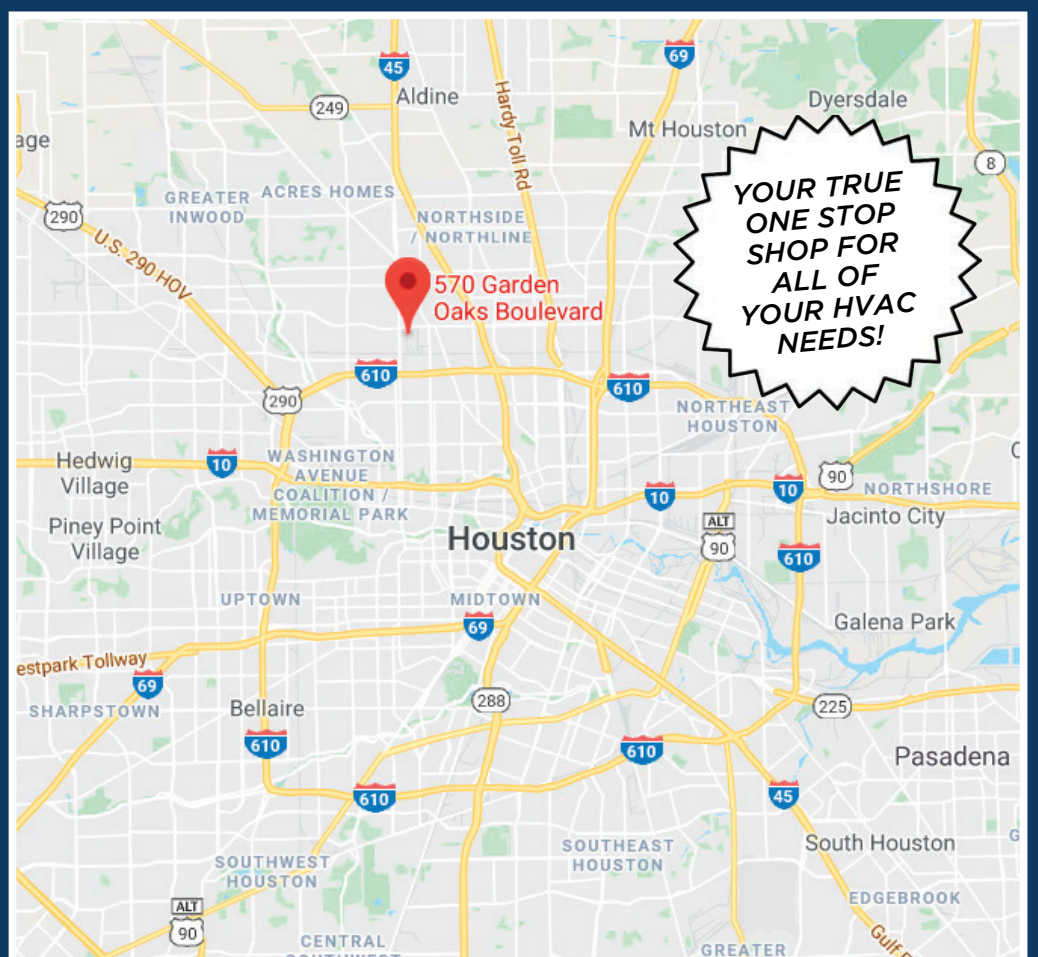 45
69
Aldine
249
Hardy Toll Rd
Dyersdale
Mt Houston
age
8
YOUR TRUE
ONE STOP
SHOP FOR
ALL OF
YOUR HVAC
NEEDS!
GREATER
INWOOD
ACRES HOMES
290
NORTHSIDE
/ NORTHLINE
U.S. 290 HOV
570 Garden
Oaks Boulevard
610
610
290
NORTHEAST
HOUSTON
Hedwig
Village
10
WASHINGTON
AVENUE
COALITION /
MEMORIAL PARK
10
10
90
NORTHSHORE
Piney Point
Village
Houston
ALT
90
Jacinto City
610
UPTOWN
MIDTOWN
69
Galena Park
estpark Tollway
69
SHARPSTOWN
Bellaire
288
225
610
610
Pasadena
610
45
SOUTHWEST
HOUSTON
SOUTHEAST
HOUSTON
South Houston
EDGEBROOK
ALT
90
CENTRAL
SOUTHWEST
GREATER
Gulf